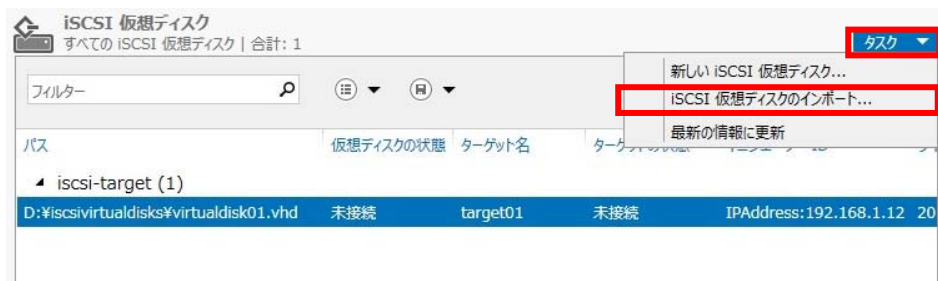 iSCSI 仮想ディスク
すべての iSCSI 仮想ディスク | 合計: 1
タスク
新しい iSCSI 仮想ディスク...
iSCSI 仮想ディスクのインポート...
最新の情報に更新
フィルター
パス 仮想ディスクの状態 ターゲット名
iscsi-target (1)
D:¥iscsivirtualdisks¥virtualdisk01.vhd 未接続 target01 未接続 IPAddress:192.168.1.12 20